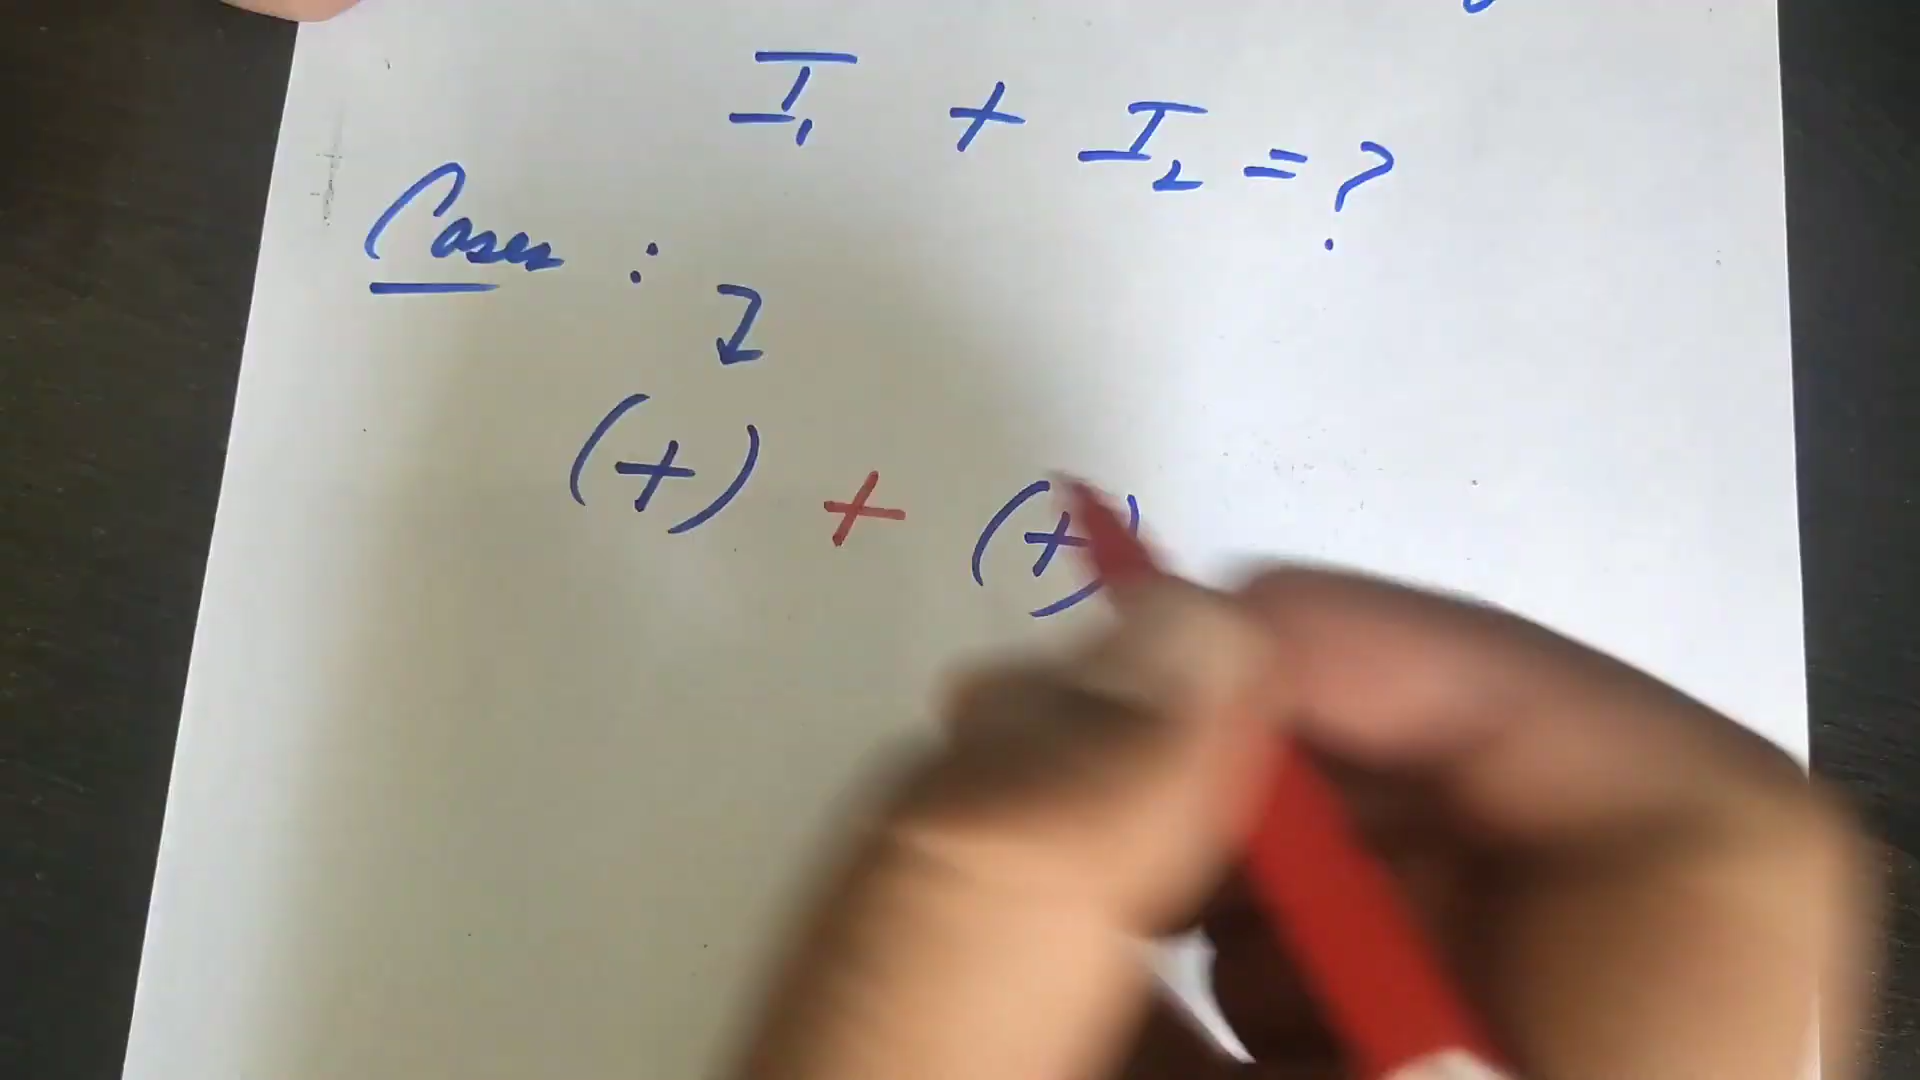 I₁ + I₂ = ?
Cases :
(+) + (+)